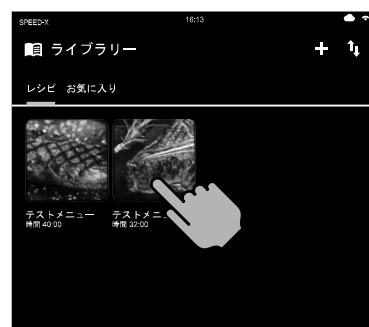 SPEED-X 16:13
ライブラリー
レシピ お気に入り
テストメニュー テストメニ
時間 40:00 時間 32:00